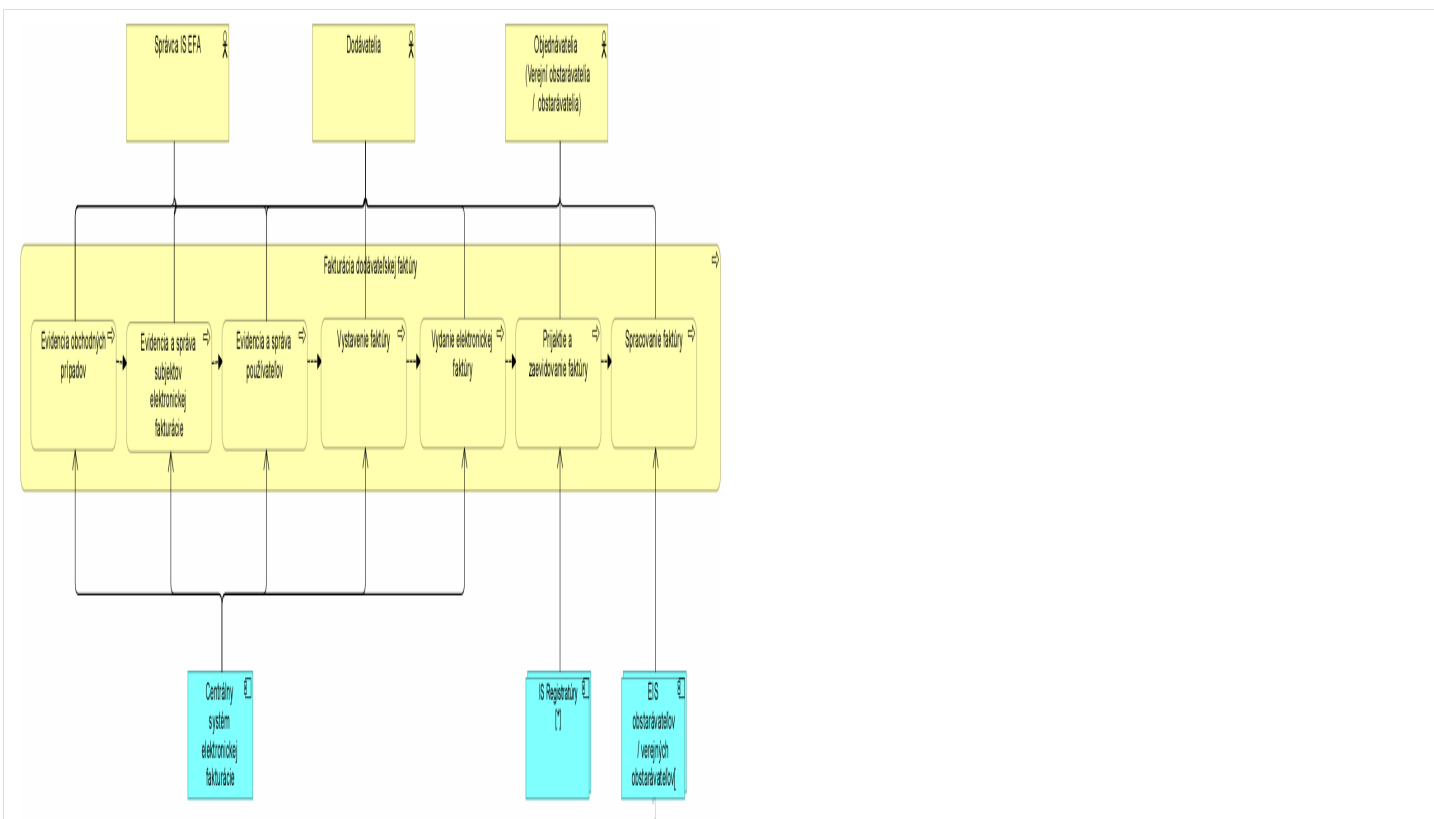 Správca IS EFA
Dodávatelia
Objednávatelia
(Verejní obstarávatelia
/ obstarávatelia)
Fakturácia dodávateľskej faktúry
Evidencia obchodných
prípadov
Evidencia a správa
subjektov
elektronickej
fakturácie
Evidencia a správa
používateľov
Vystavenie faktúry
Vydanie elektronickej
faktúry
Prijatie a
zaevidovanie faktúry
Spracovanie faktúry
Centrálny
systém
elektronickej
fakturácie
IS Registratúry
[*]
EIS
obstarávateľov
/ verejných
obstarávateľov[